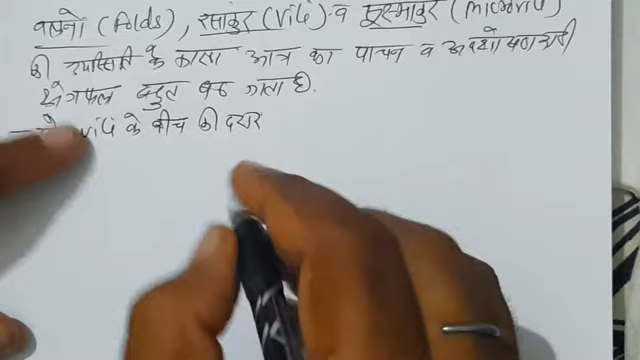 वलनो (Folds), रसांकुर (Villi) व सूक्ष्मांकुर (Microvilli)
की उपस्थिति के कारण आंत्र का पाचन व अवशोषणकारी
क्षेत्रफल बहुत बढ जाता है.
Villi के बीच की दरार